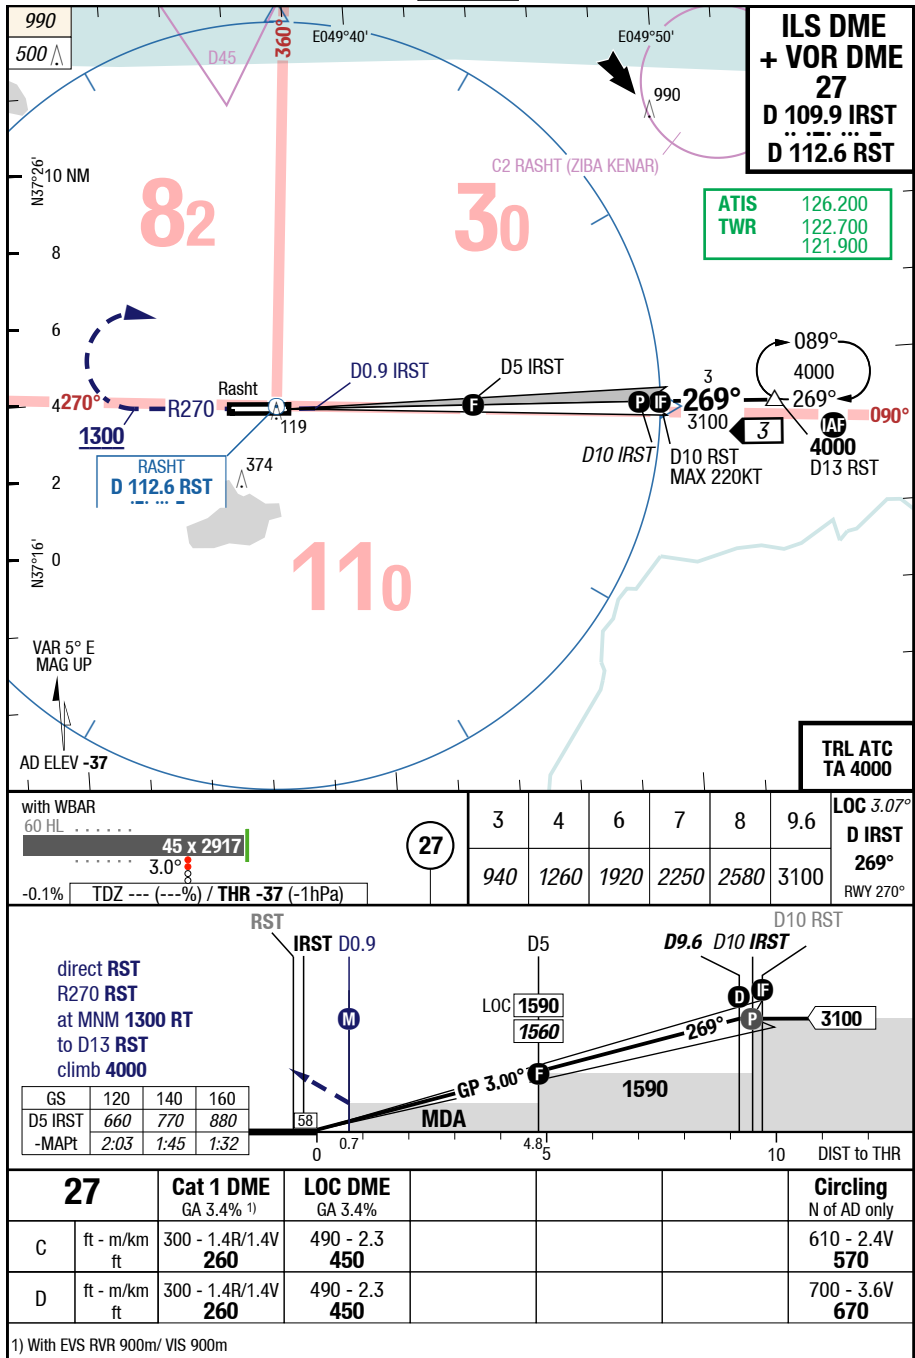 990
500
ILS DME
+ VOR DME
27
D 109.9 IRST
D 112.6 RST
E049°40'
E049°50'
360°
D45
990
C2 RASHT (ZIBA KENAR)
N37°26'
10 NM
8
6
4
2
0
N37°16'
82
30
110
ATIS 126.200
TWR 122.700
121.900
089°
4000
269°
D0.9 IRST
D5 IRST
Rasht
270°
R270
1300
119
F
P
IF
3
269°
3100
3
IAF
4000
D13 RST
090°
D10 IRST
D10 RST
MAX 220KT
RASHT
D 112.6 RST
374
VAR 5° E
MAG UP
AD ELEV -37
TRL ATC
TA 4000
with WBAR
60 HL
45 x 2917
3.0°
-0.1%
TDZ --- (---%) / THR -37 (-1hPa)
27
3 4 6 7 8 9.6
940 1260 1920 2250 2580 3100
LOC 3.07°
D IRST
269°
RWY 270°
RST
IRST D0.9
D5
D9.6 D10 IRST
D10 RST
direct RST
R270 RST
at MNM 1300 RT
to D13 RST
climb 4000
M
LOC 1590
1560
D
IF
P
F
269°
3100
GP 3.00°
1590
MDA
58
GS 120 140 160
D5 IRST 660 770 880
-MAPt 2:03 1:45 1:32
0 0.7 4.8 5 10 DIST to THR
27
Cat 1 DME
GA 3.4% 1)
LOC DME
GA 3.4%
Circling
N of AD only
C ft - m/km 300 - 1.4R/1.4V 490 - 2.3 610 - 2.4V
ft 260 450 570
D ft - m/km 300 - 1.4R/1.4V 490 - 2.3 700 - 3.6V
ft 260 450 670
1) With EVS RVR 900m/ VIS 900m